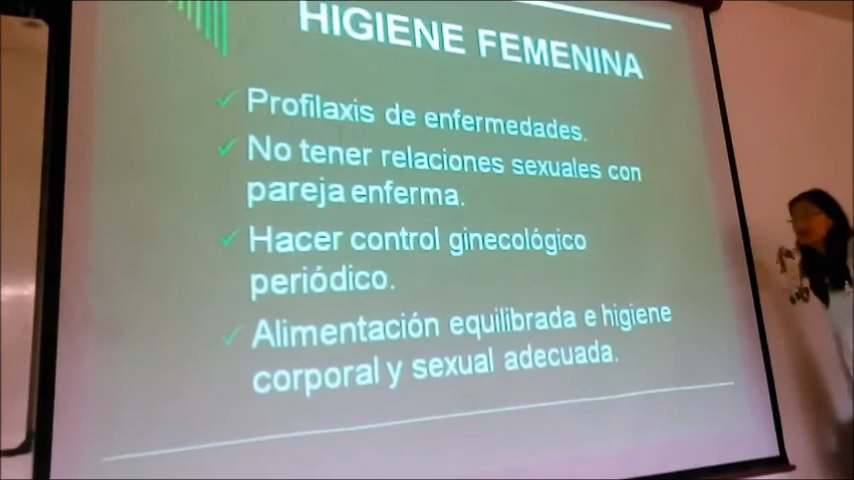 HIGIENE FEMENINA
Profilaxis de enfermedades.
No tener relaciones sexuales con
pareja enferma.
Hacer control ginecológico
periódico.
Alimentación equilibrada e higiene
corporal y sexual adecuada.